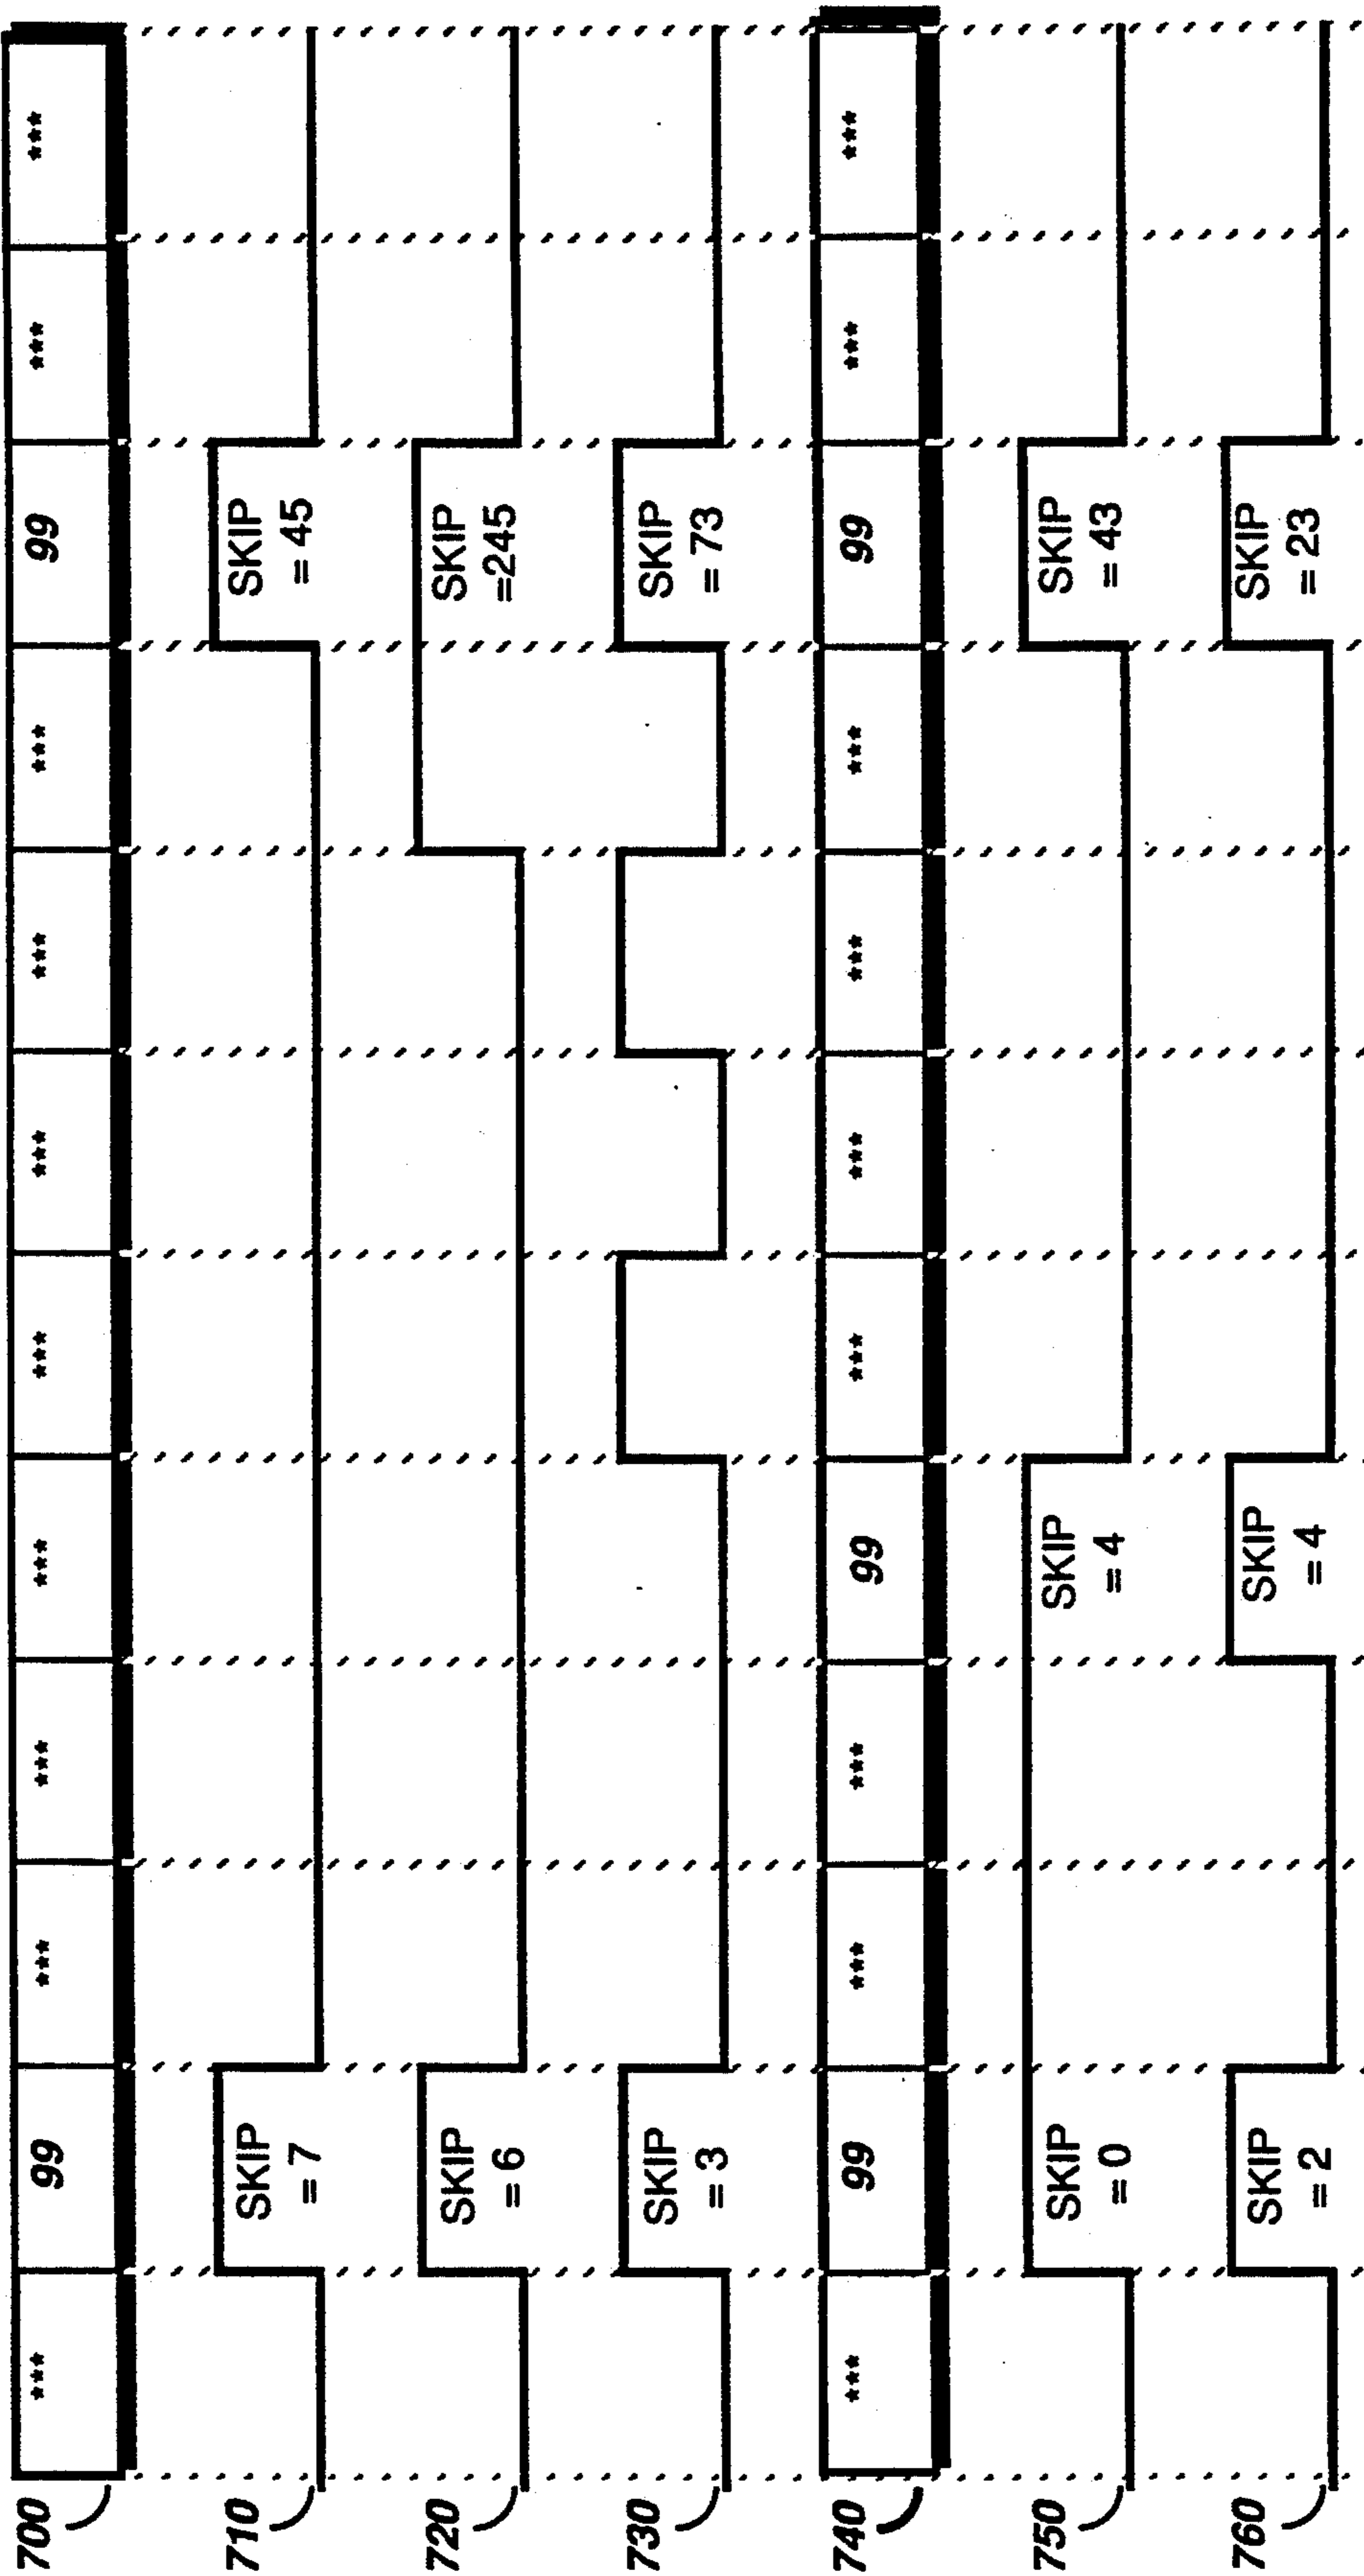 700 *** 99 *** *** *** *** *** *** *** 99 *** ***
710 SKIP = 7 SKIP = 45
720 SKIP = 6 SKIP =245
730 SKIP = 3 SKIP = 73
740 *** 99 *** *** 99 *** *** *** *** 99 *** ***
750 SKIP = 0 SKIP = 4 SKIP = 43
760 SKIP = 2 SKIP = 4 SKIP = 23